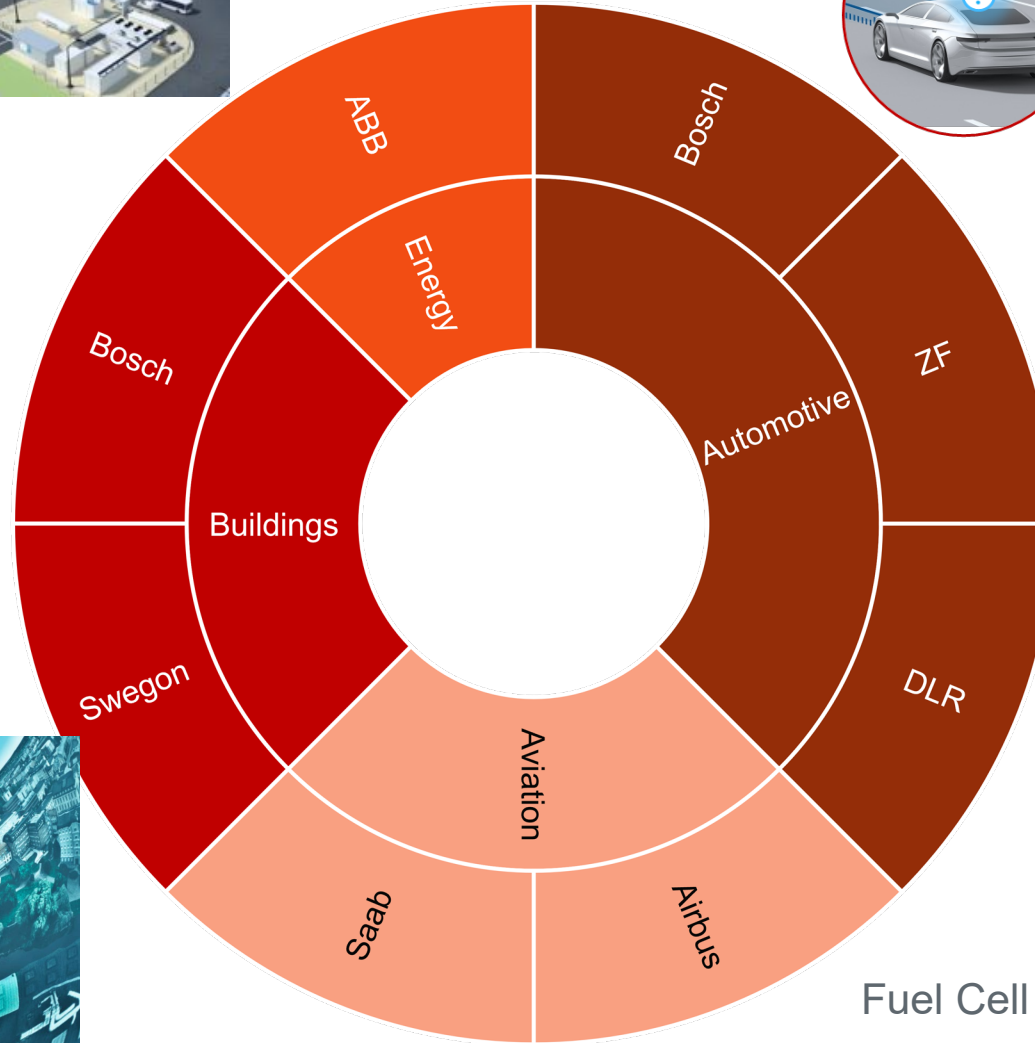 ABB
Bosch
Energy
Bosch
ZF
Automotive
Buildings
Swegon
DLR
Aviation
Saab
Airbus
Fuel Cell